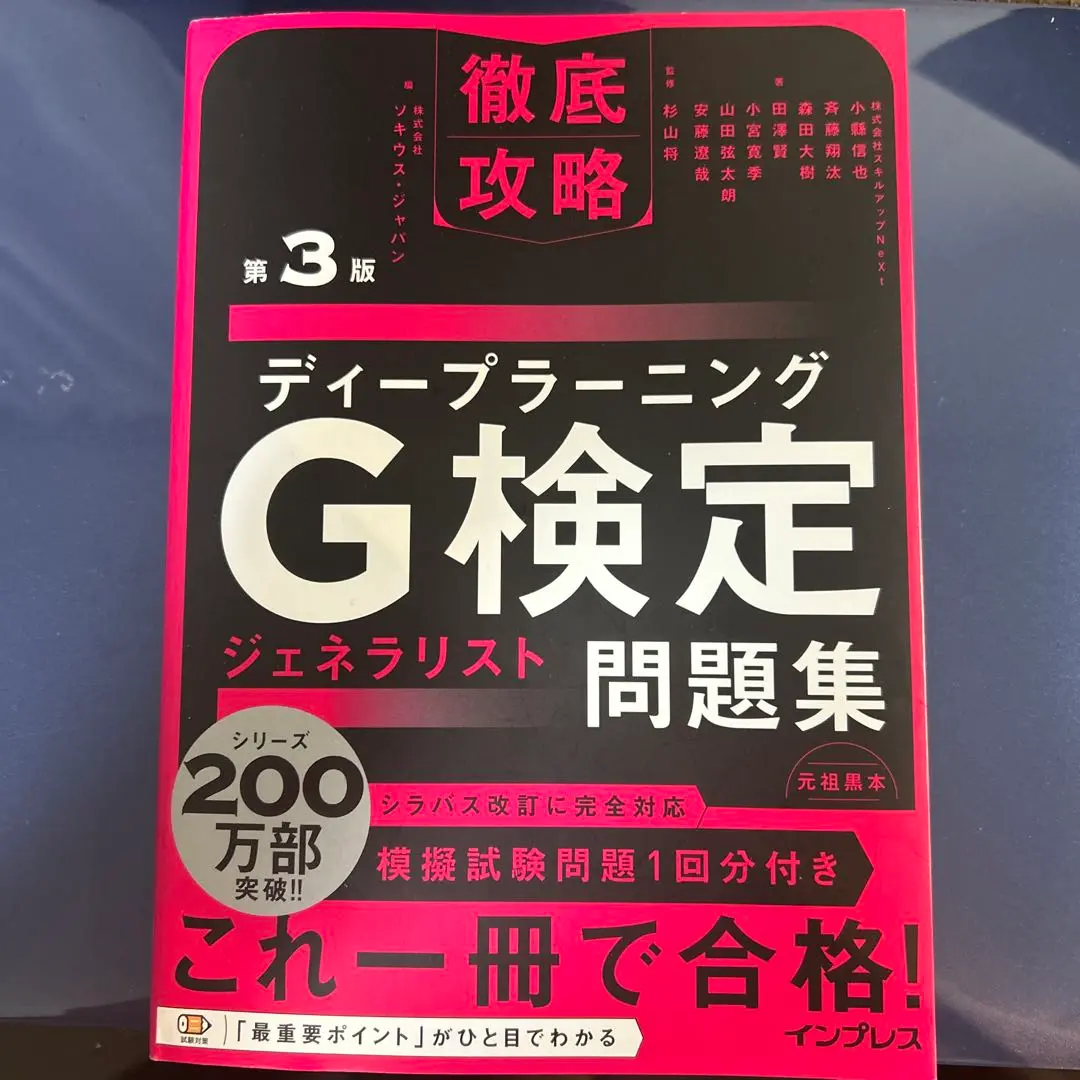 徹底
攻略
株式会社スキルアップNeXt
小縣信也
斉藤翔汰
森田大樹
著 田澤賢
小宮寛季
山田弦太朗
安藤遼哉
監修 杉山将
編 株式会社
ソキウス・ジャパン
第3版
ディープラーニング
G検定
ジェネラリスト
問題集
元祖黒本
シリーズ
200
万部
突破!!
シラバス改訂に完全対応
模擬試験問題1回分付き
これ一冊で合格!
試験対策
「最重要ポイント」がひと目でわかる
インプレス